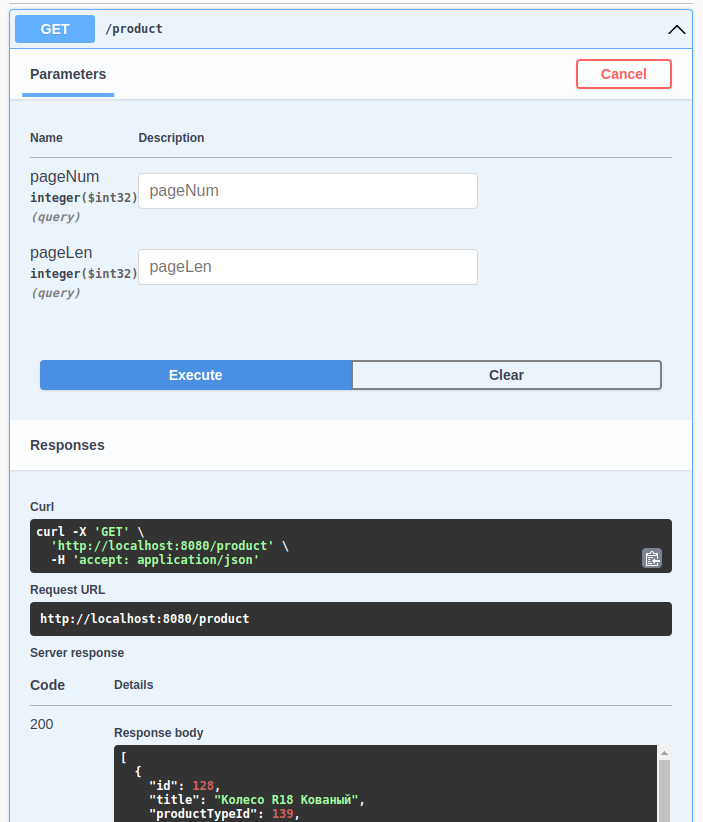 GET /product
Parameters Cancel
Name Description
pageNum
integer($int32)
(query)
pageNum
pageLen
integer($int32)
(query)
pageLen
Execute Clear
Responses
Curl
curl -X 'GET' \
  'http://localhost:8080/product' \
  -H 'accept: application/json'
Request URL
http://localhost:8080/product
Server response
Code Details
200
Response body
[
  {
    "id": 128,
    "title": "Колесо R18 Кованый",
    "productTypeId": 139,